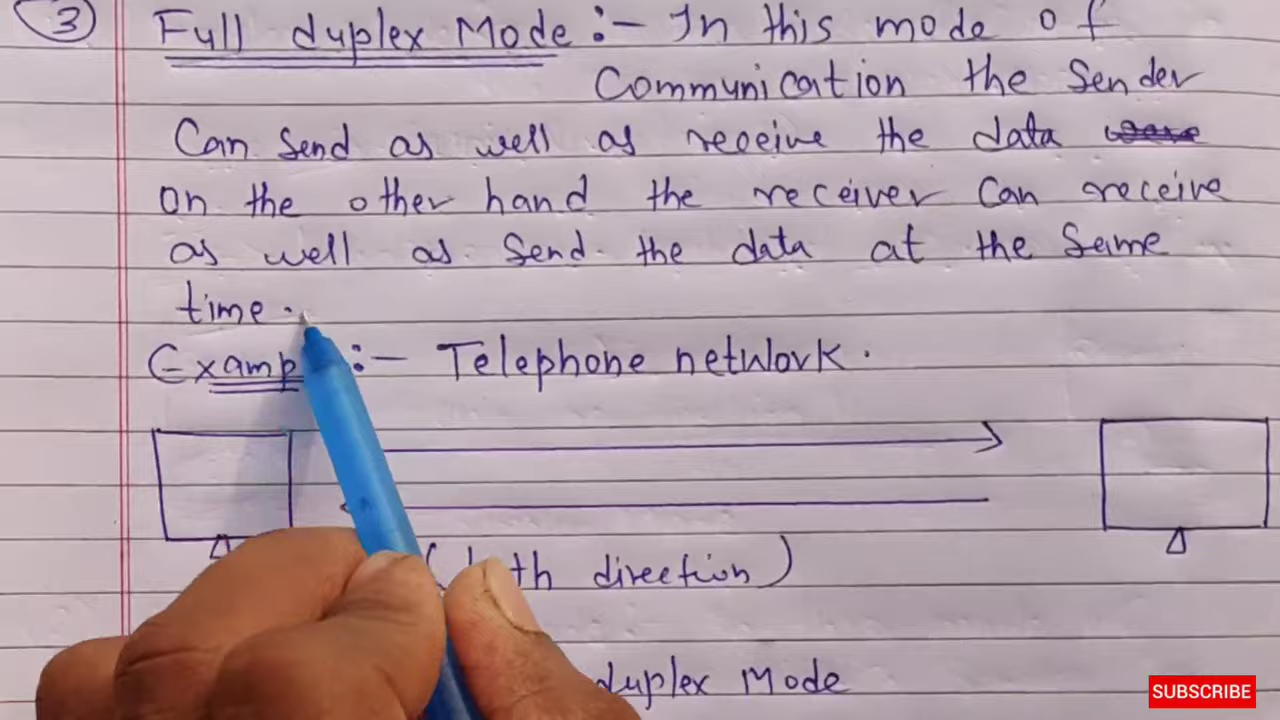 3 Full duplex Mode :- In this mode of
Communication the Sender
Can Send as well as receive the data
on the other hand the receiver Can receive
as well as Send the data at the Same
time.
Examp :- Telephone network.
(both direction)
duplex Mode
SUBSCRIBE